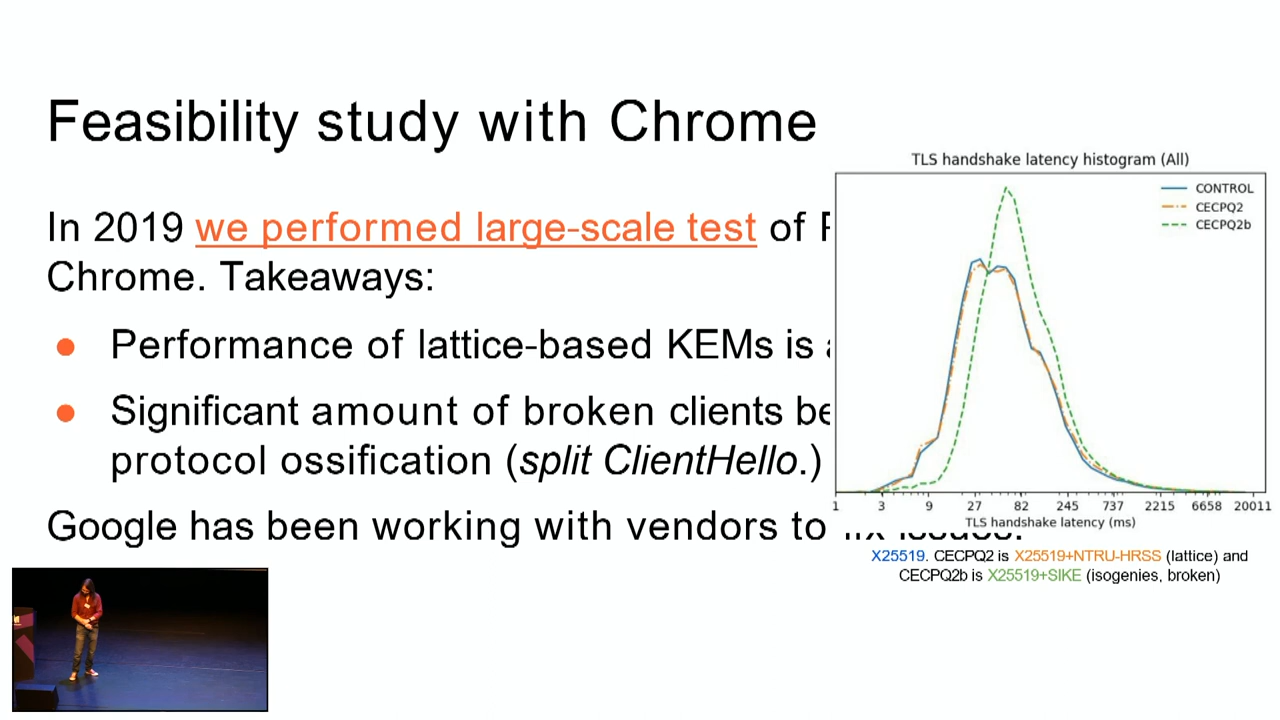 Feasibility study with Chrome
In 2019 we performed large-scale test of
Chrome. Takeaways:
● Performance of lattice-based KEMs is
● Significant amount of broken clients be
protocol ossification (split ClientHello.)
Google has been working with vendors to fix issues.
TLS handshake latency histogram (All)
CONTROL
CECPQ2
CECPQ2b
1 3 9 27 82 245 737 2215 6658 20011
TLS handshake latency (ms)
X25519. CECPQ2 is X25519+NTRU-HRSS (lattice) and
CECPQ2b is X25519+SIKE (isogenies, broken)